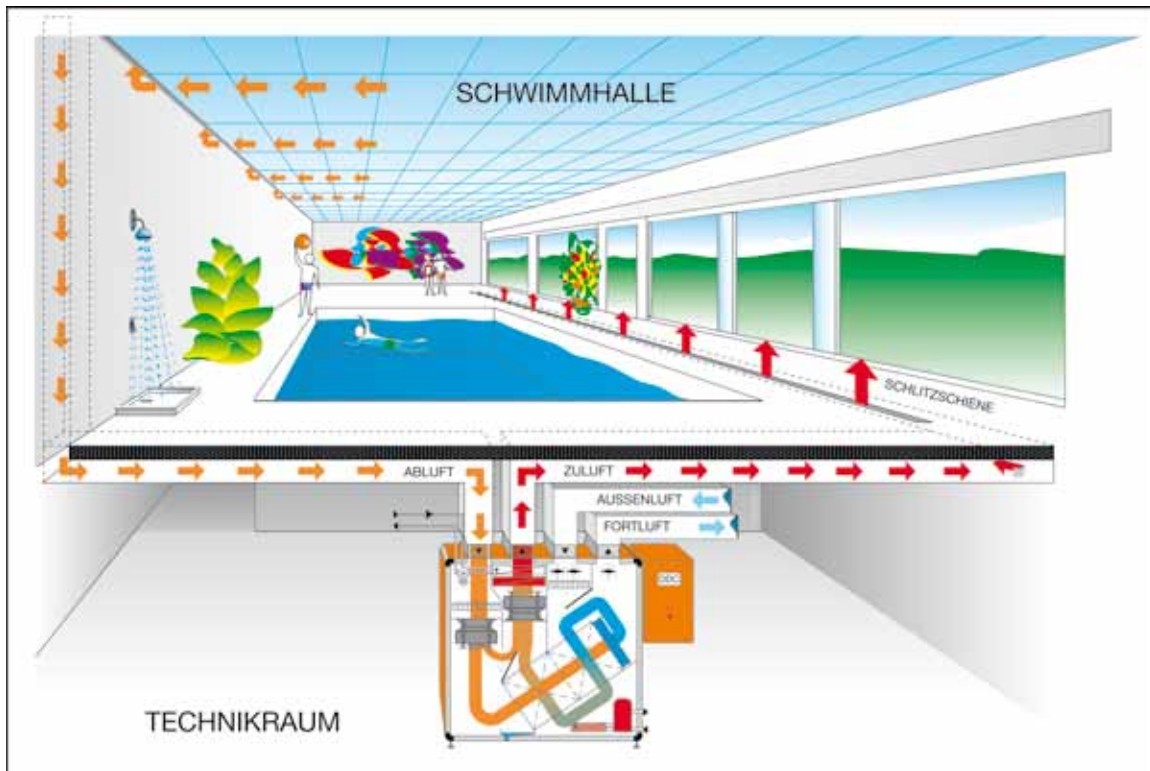 SCHWIMMHALLE
SCHLITZSCHIENE
ABLUFT
ZULUFT
AUSSENLUFT
FORTLUFT
DDC
TECHNIKRAUM